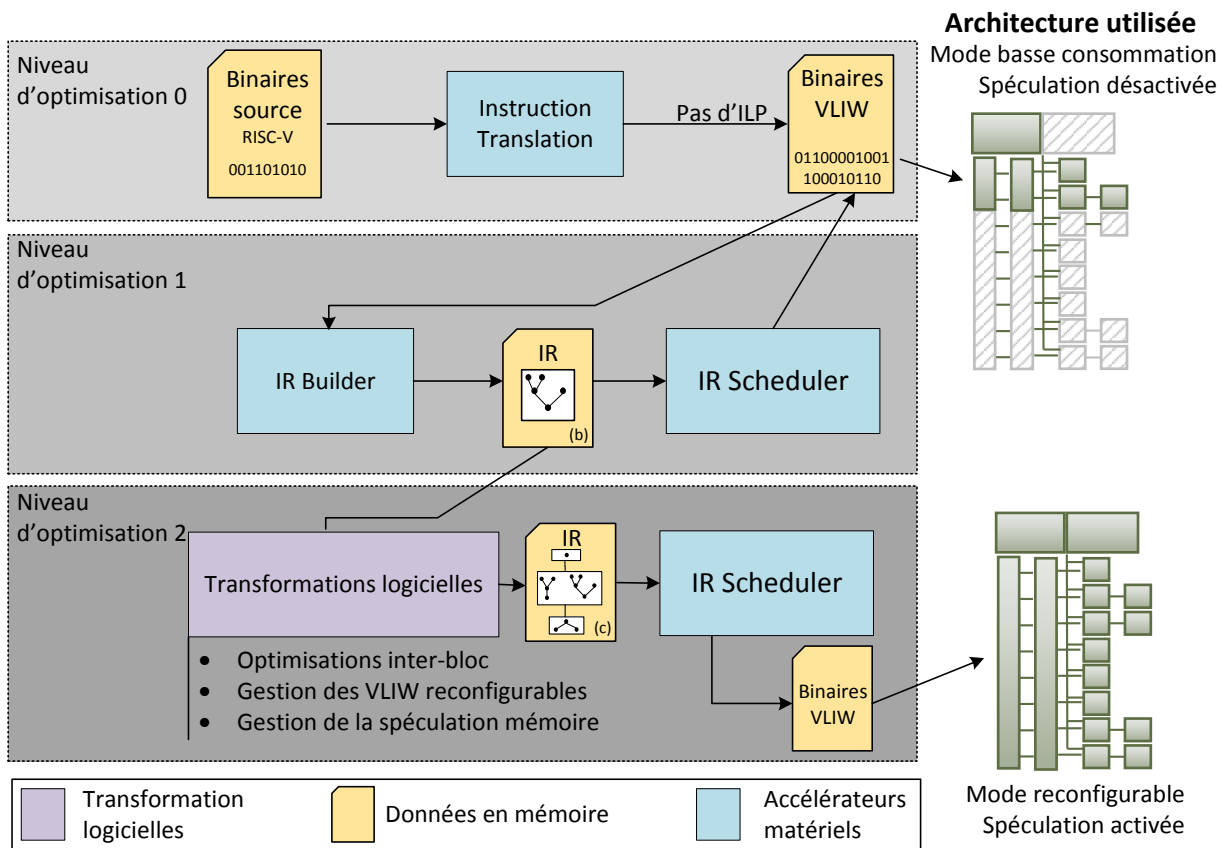 Architecture utilisée
Mode basse consommation
Spéculation désactivée
Niveau
d'optimisation 0
Binaires
source
RISC-V
001101010
Instruction
Translation
Pas d'ILP
Binaires
VLIW
01100001001
100010110
Niveau
d'optimisation 1
IR Builder
IR
(b)
IR Scheduler
Niveau
d'optimisation 2
Transformations logicielles
IR
(c)
IR Scheduler
• Optimisations inter-bloc
• Gestion des VLIW reconfigurables
• Gestion de la spéculation mémoire
Binaires
VLIW
Mode reconfigurable
Spéculation activée
Transformation
logicielles
Données en mémoire
Accélérateurs
matériels